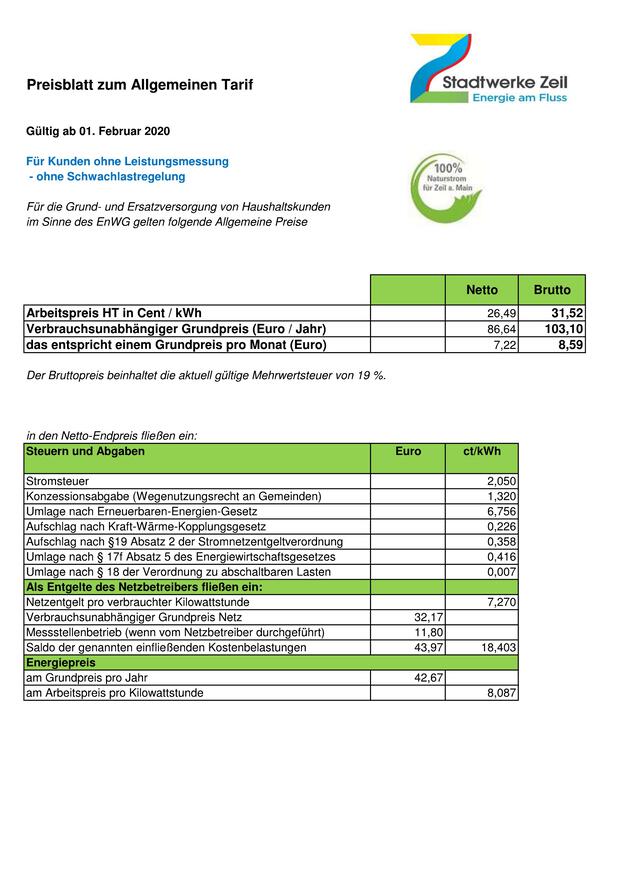 Stadtwerke Zeil
Energie am Fluss
Preisblatt zum Allgemeinen Tarif
Gültig ab 01. Februar 2020
Für Kunden ohne Leistungsmessung
- ohne Schwachlastregelung
100%
Naturstrom
für Zeil a. Main
Für die Grund- und Ersatzversorgung von Haushaltskunden
im Sinne des EnWG gelten folgende Allgemeine Preise
Netto Brutto
Arbeitspreis HT in Cent / kWh 26,49 31,52
Verbrauchsunabhängiger Grundpreis (Euro / Jahr) 86,64 103,10
das entspricht einem Grundpreis pro Monat (Euro) 7,22 8,59
Der Bruttopreis beinhaltet die aktuell gültige Mehrwertsteuer von 19 %.
in den Netto-Endpreis fließen ein:
Steuern und Abgaben Euro ct/kWh
Stromsteuer 2,050
Konzessionsabgabe (Wegenutzungsrecht an Gemeinden) 1,320
Umlage nach Erneuerbaren-Energien-Gesetz 6,756
Aufschlag nach Kraft-Wärme-Kopplungsgesetz 0,226
Aufschlag nach §19 Absatz 2 der Stromnetzentgeltverordnung 0,358
Umlage nach § 17f Absatz 5 des Energiewirtschaftsgesetzes 0,416
Umlage nach § 18 der Verordnung zu abschaltbaren Lasten 0,007
Als Entgelte des Netzbetreibers fließen ein:
Netzentgelt pro verbrauchter Kilowattstunde 7,270
Verbrauchsunabhängiger Grundpreis Netz 32,17
Messstellenbetrieb (wenn vom Netzbetreiber durchgeführt) 11,80
Saldo der genannten einfließenden Kostenbelastungen 43,97 18,403
Energiepreis
am Grundpreis pro Jahr 42,67
am Arbeitspreis pro Kilowattstunde 8,087